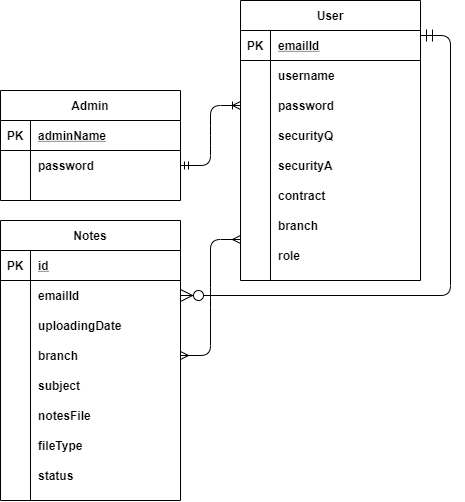 User
PK emailId
username
password
securityQ
securityA
contract
branch
role
Admin
PK adminName
password
Notes
PK id
emailId
uploadingDate
branch
subject
notesFile
fileType
status